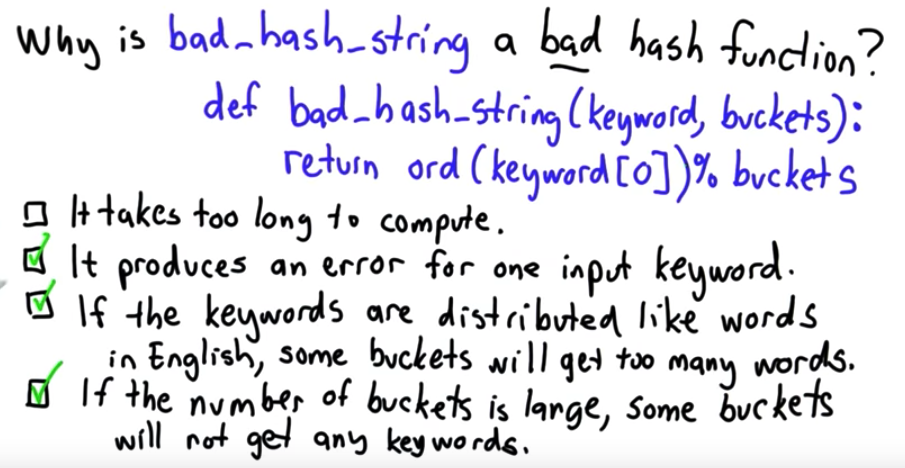 Why is bad_hash_string a bad hash function?
def bad_hash_string(keyword, buckets):
return ord(keyword[0])% buckets
It takes too long to compute.
It produces an error for one input keyword.
If the keywords are distributed like words
in English, some buckets will get too many words.
If the number of buckets is large, some buckets
will not get any keywords.